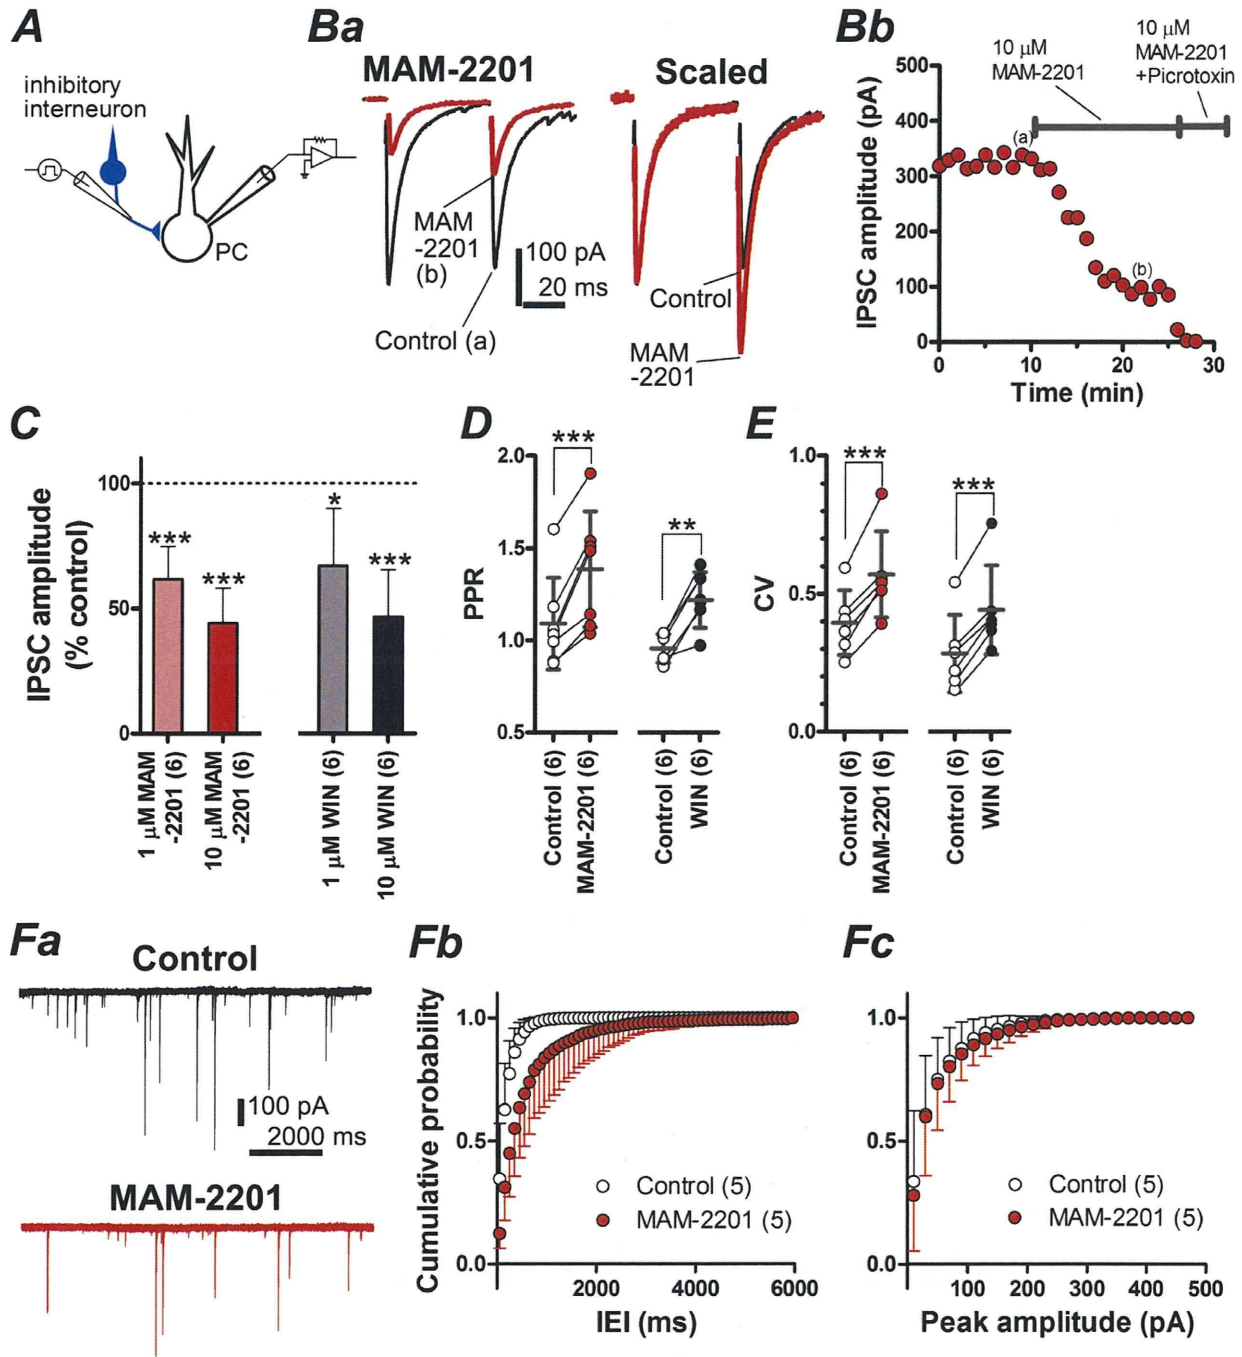 A
inhibitory
interneuron
PC
Ba
MAM-2201
Scaled
MAM
-2201
(b)
100 pA
20 ms
Control (a)
Control
MAM
-2201
Bb
10 μM
MAM-2201
10 μM
MAM-2201
+Picrotoxin
IPSC amplitude (pA)
500
400
300
200
100
0
(a)
(b)
0
10
20
30
Time (min)
C
IPSC amplitude
(% control)
100
50
0
***
***
*
***
1 μM MAM
-2201 (6)
10 μM MAM
-2201 (6)
1 μM WIN (6)
10 μM WIN (6)
D
PPR
2.0
1.5
1.0
0.5
***
**
Control (6)
MAM-2201 (6)
Control (6)
WIN (6)
E
CV
1.0
0.5
0.0
***
***
Control (6)
MAM-2201 (6)
Control (6)
WIN (6)
Fa
Control
100 pA
2000 ms
MAM-2201
Fb
Cumulative probability
1.0
0.5
0.0
Control (5)
MAM-2201 (5)
2000
4000
6000
IEI (ms)
Fc
1.0
0.5
0.0
Control (5)
MAM-2201 (5)
100
200
300
400
500
Peak amplitude (pA)